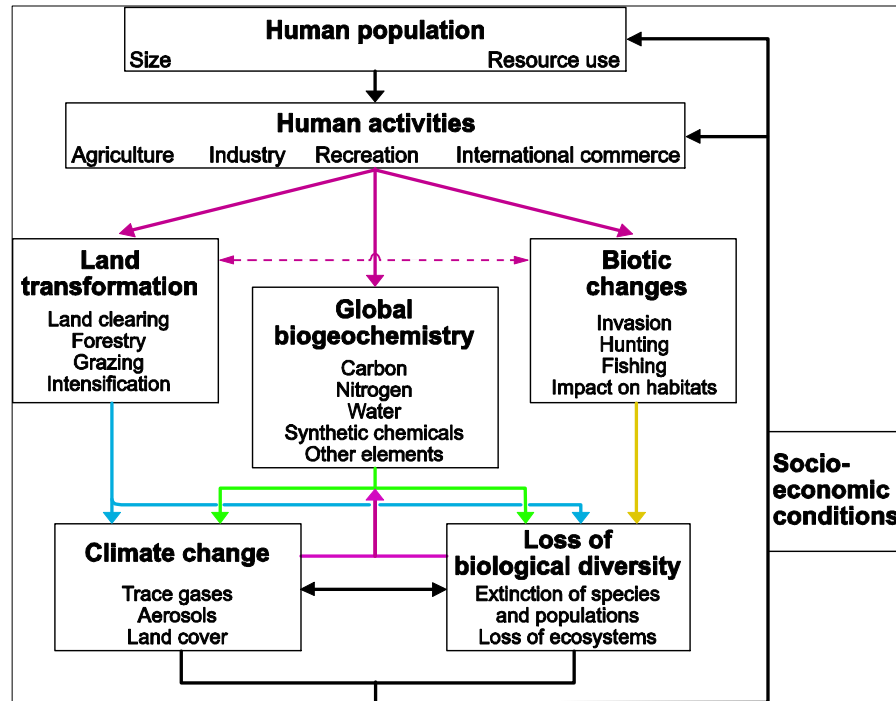 Human population
Size Resource use
Human activities
Agriculture Industry Recreation International commerce
Land
transformation
Land clearing
Forestry
Grazing
Intensification
Global
biogeochemistry
Carbon
Nitrogen
Water
Synthetic chemicals
Other elements
Biotic
changes
Invasion
Hunting
Fishing
Impact on habitats
Socio-
economic
conditions
Climate change
Trace gases
Aerosols
Land cover
Loss of
biological diversity
Extinction of species
and populations
Loss of ecosystems